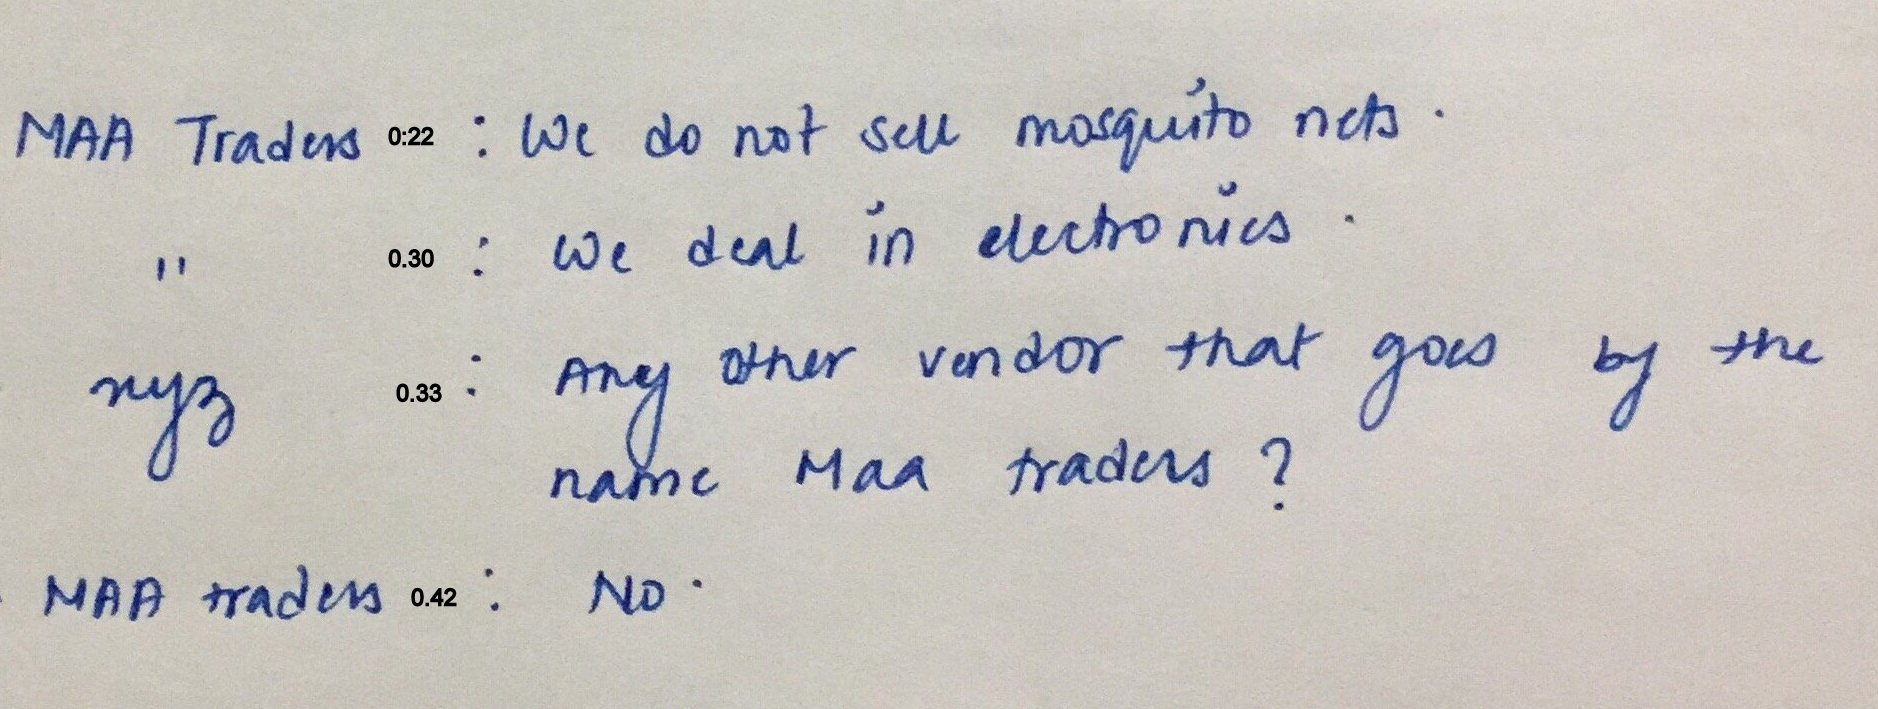 MAA Traders 0:22 : We do not sell mosquito nets.
" 0.30 : We deal in electronics.
xyz 0.33 : Any other vendor that goes by the
name Maa traders?
MAA traders 0.42 : No.